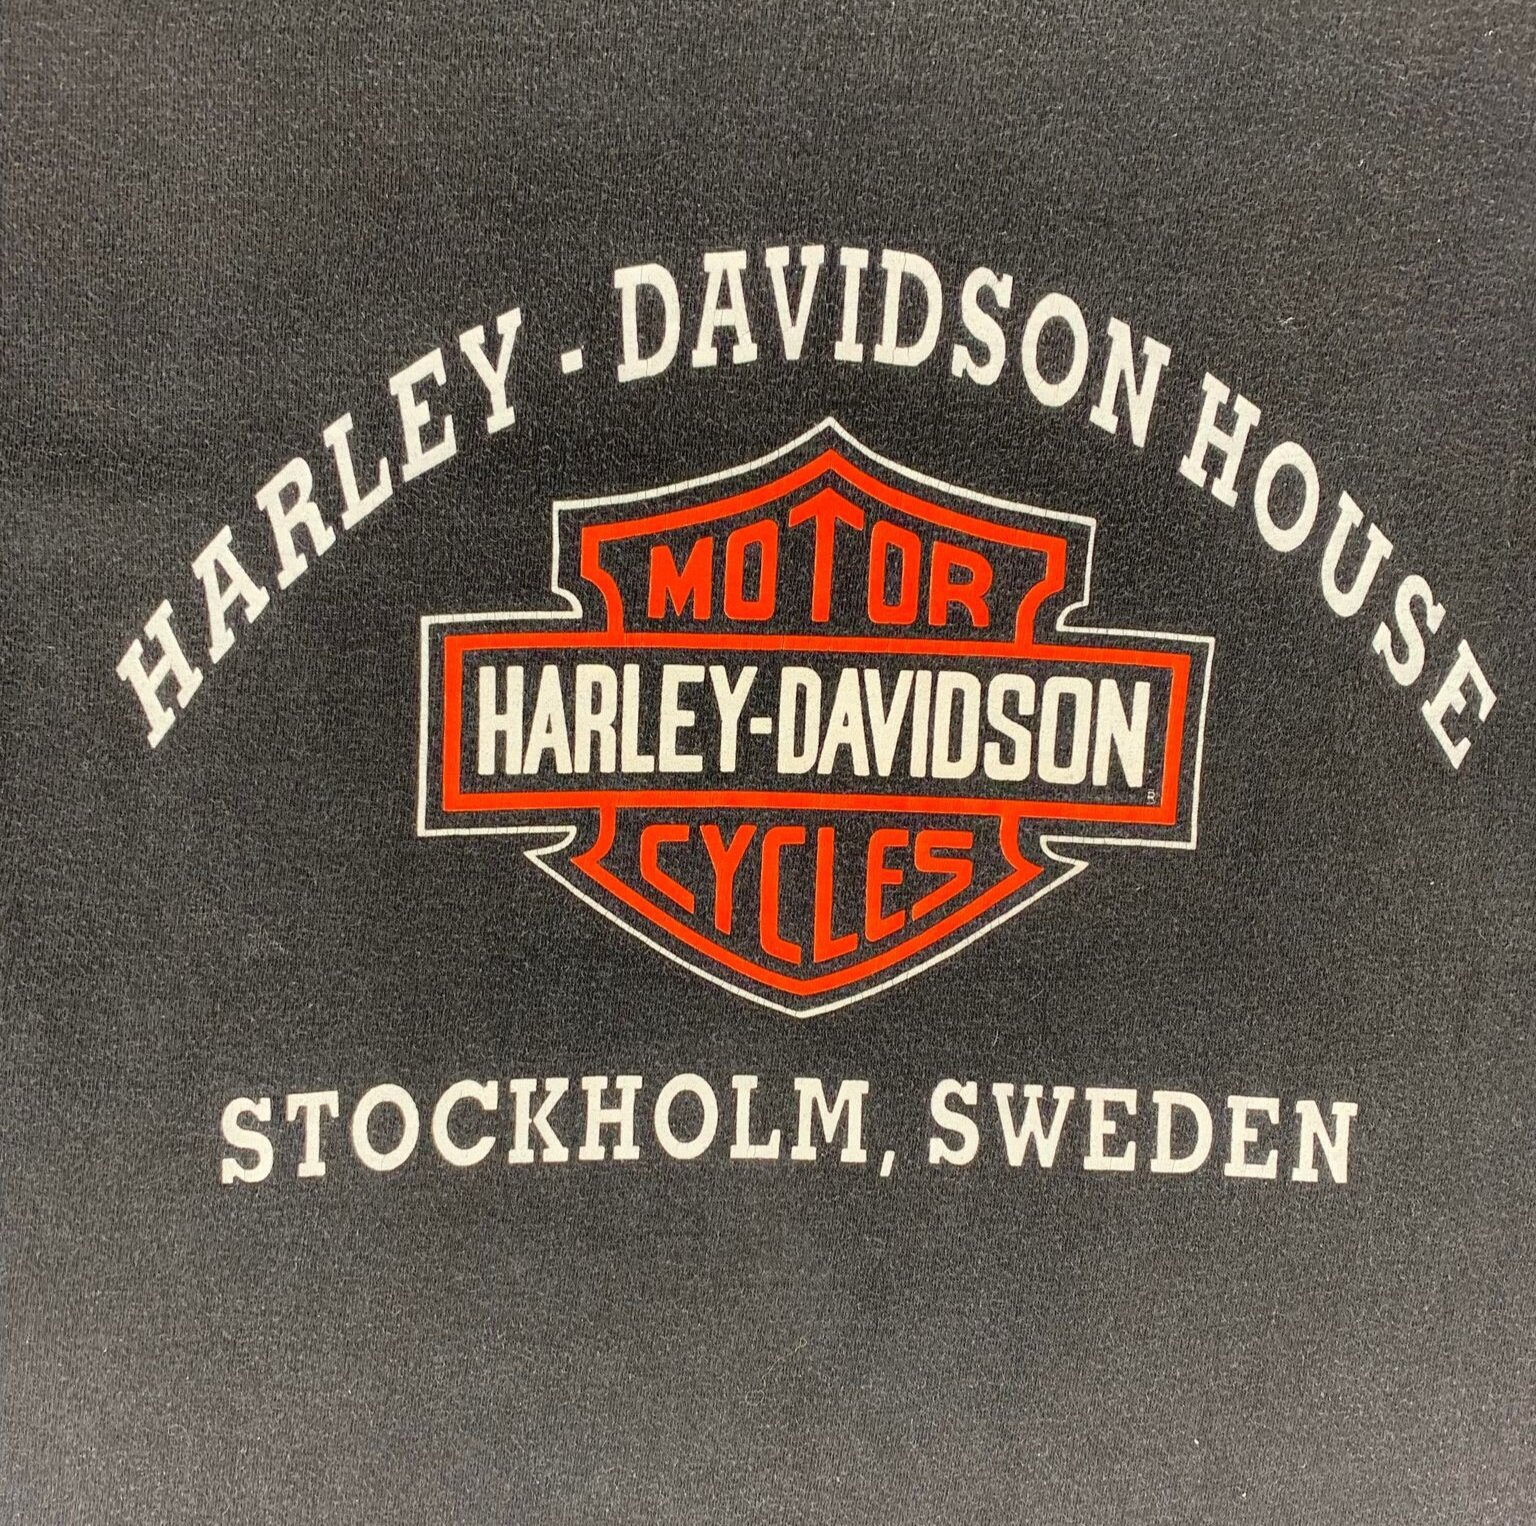 HARLEY - DAVIDSON HOUSE
MOTOR
HARLEY-DAVIDSON
CYCLES
STOCKHOLM, SWEDEN